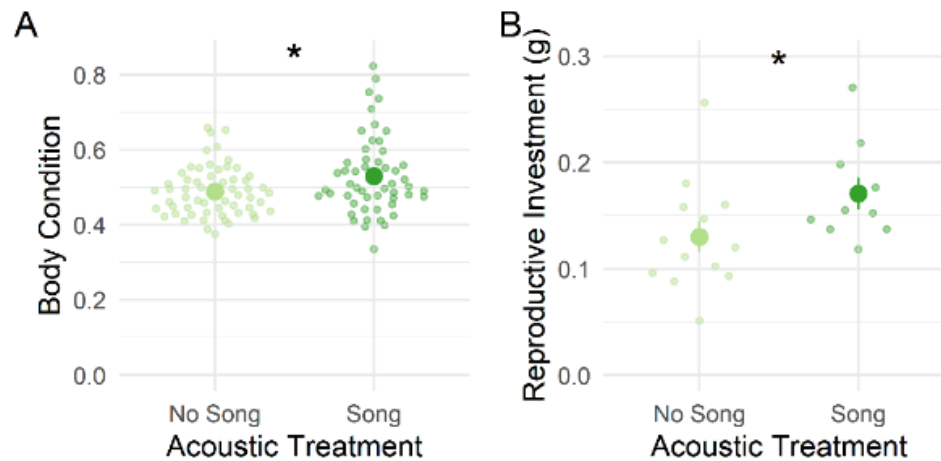 A
*
Body Condition
0.8
0.6
0.4
0.2
0.0
No Song
Song
Acoustic Treatment
B
*
Reproductive Investment (g)
0.3
0.2
0.1
0.0
No Song
Song
Acoustic Treatment